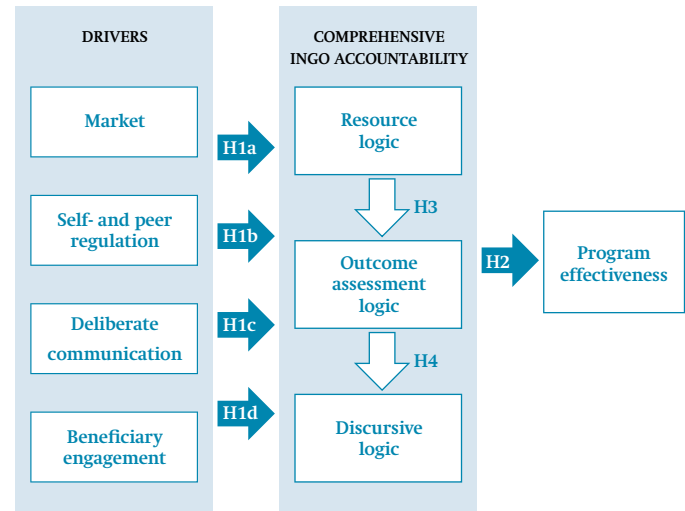 DRIVERS
Market
Self- and peer
regulation
Deliberate
communication
Beneficiary
engagement
H1a
H1b
H1c
H1d
COMPREHENSIVE
INGO ACCOUNTABILITY
Resource
logic
H3
Outcome
assessment
logic
H4
Discursive
logic
H2
Program
effectiveness